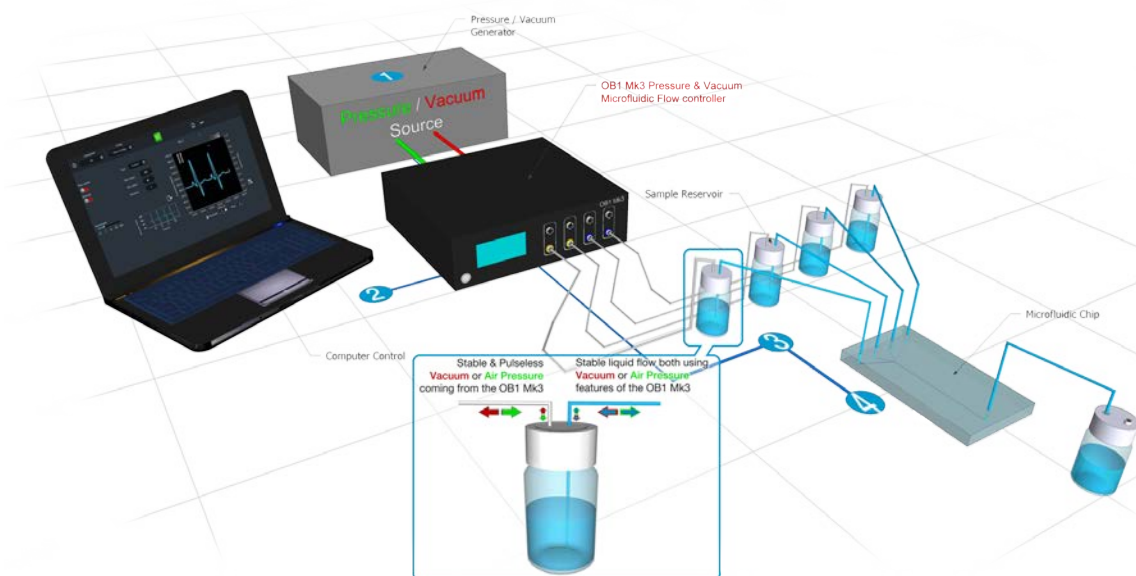 Pressure / Vacuum
Generator
1
Pressure / Vacuum
Source
OB1 Mk3 Pressure & Vacuum
Microfluidic Flow controller
OB1 Mk3
Sample Reservoir
2
Microfluidic Chip
3
Computer Control
4
Stable & Pulseless
Vacuum or Air Pressure
coming from the OB1 Mk3
Stable liquid flow both using
Vacuum or Air Pressure
features of the OB1 Mk3